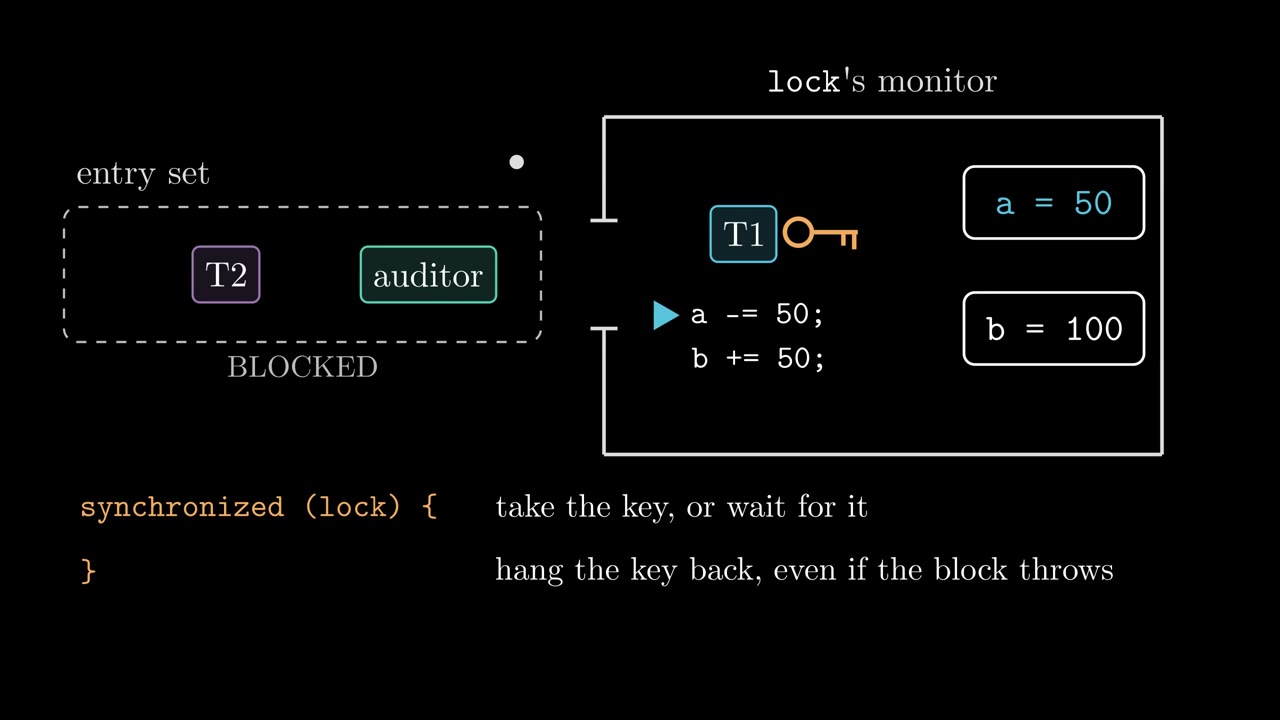 lock's monitor
entry set
T2
auditor
BLOCKED
T1
a -= 50;
b += 50;
a = 50
b = 100
synchronized (lock) {
take the key, or wait for it
}
hang the key back, even if the block throws